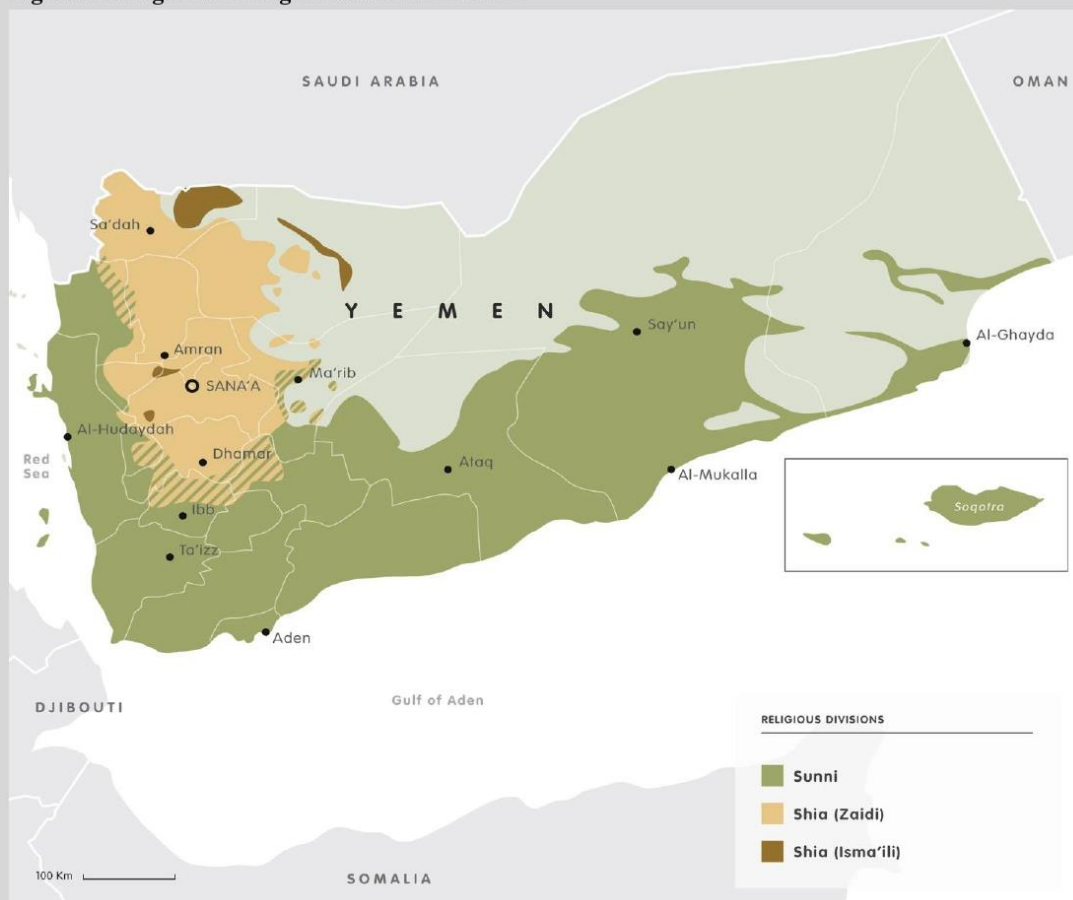 SAUDI ARABIA
OMAN
Sa'dah
YEMEN
Say'un
Al-Ghayda
Amran
Ma'rib
SANA'A
Al-Hudaydah
Red
Sea
Dhamar
Ataq
Al-Mukalla
Ibb
Soqotra
Ta'izz
Aden
Gulf of Aden
DJIBOUTI
RELIGIOUS DIVISIONS
Sunni
Shia (Zaidi)
Shia (Isma'ili)
100 Km
SOMALIA